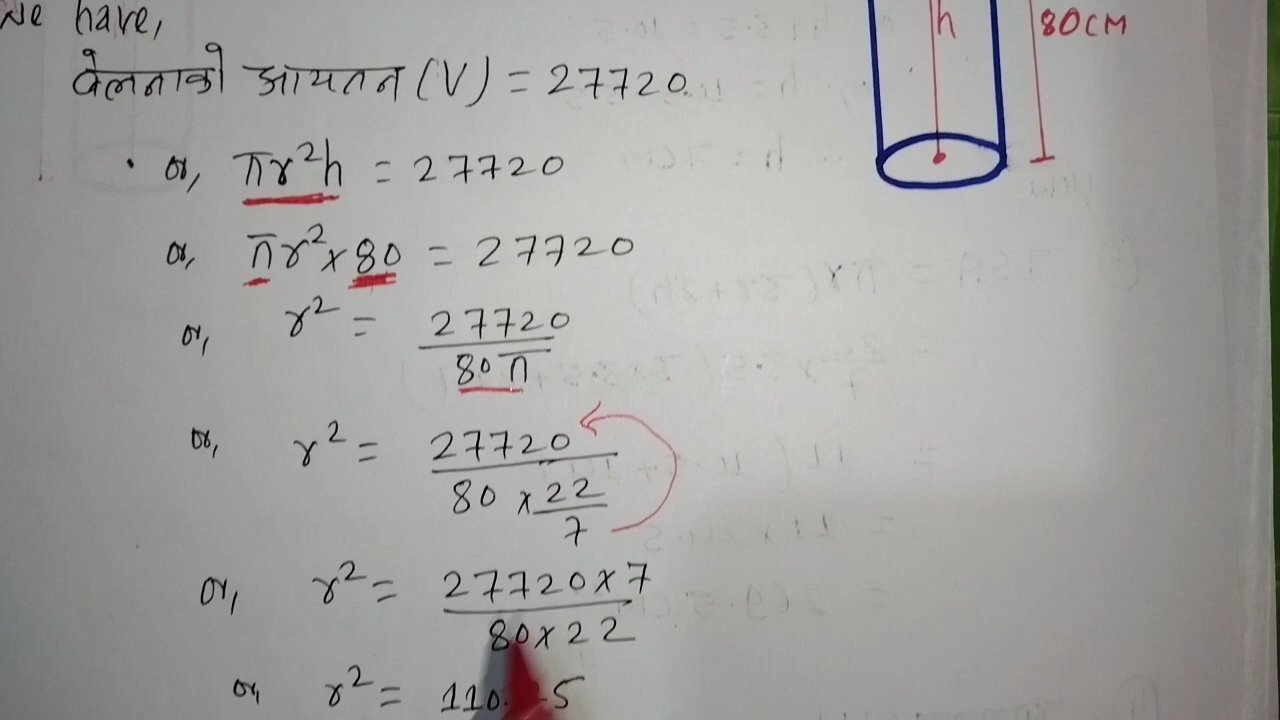 We have,
बेलनाको आयतन (V) = 27720
or, πr²h = 27720
or, πr² × 80 = 27720
or, r² = 27720 / 80π
or, r² = 27720 / 80 × 22/7
or, r² = 27720 × 7 / 80 × 22
or, r² =
h
80CM